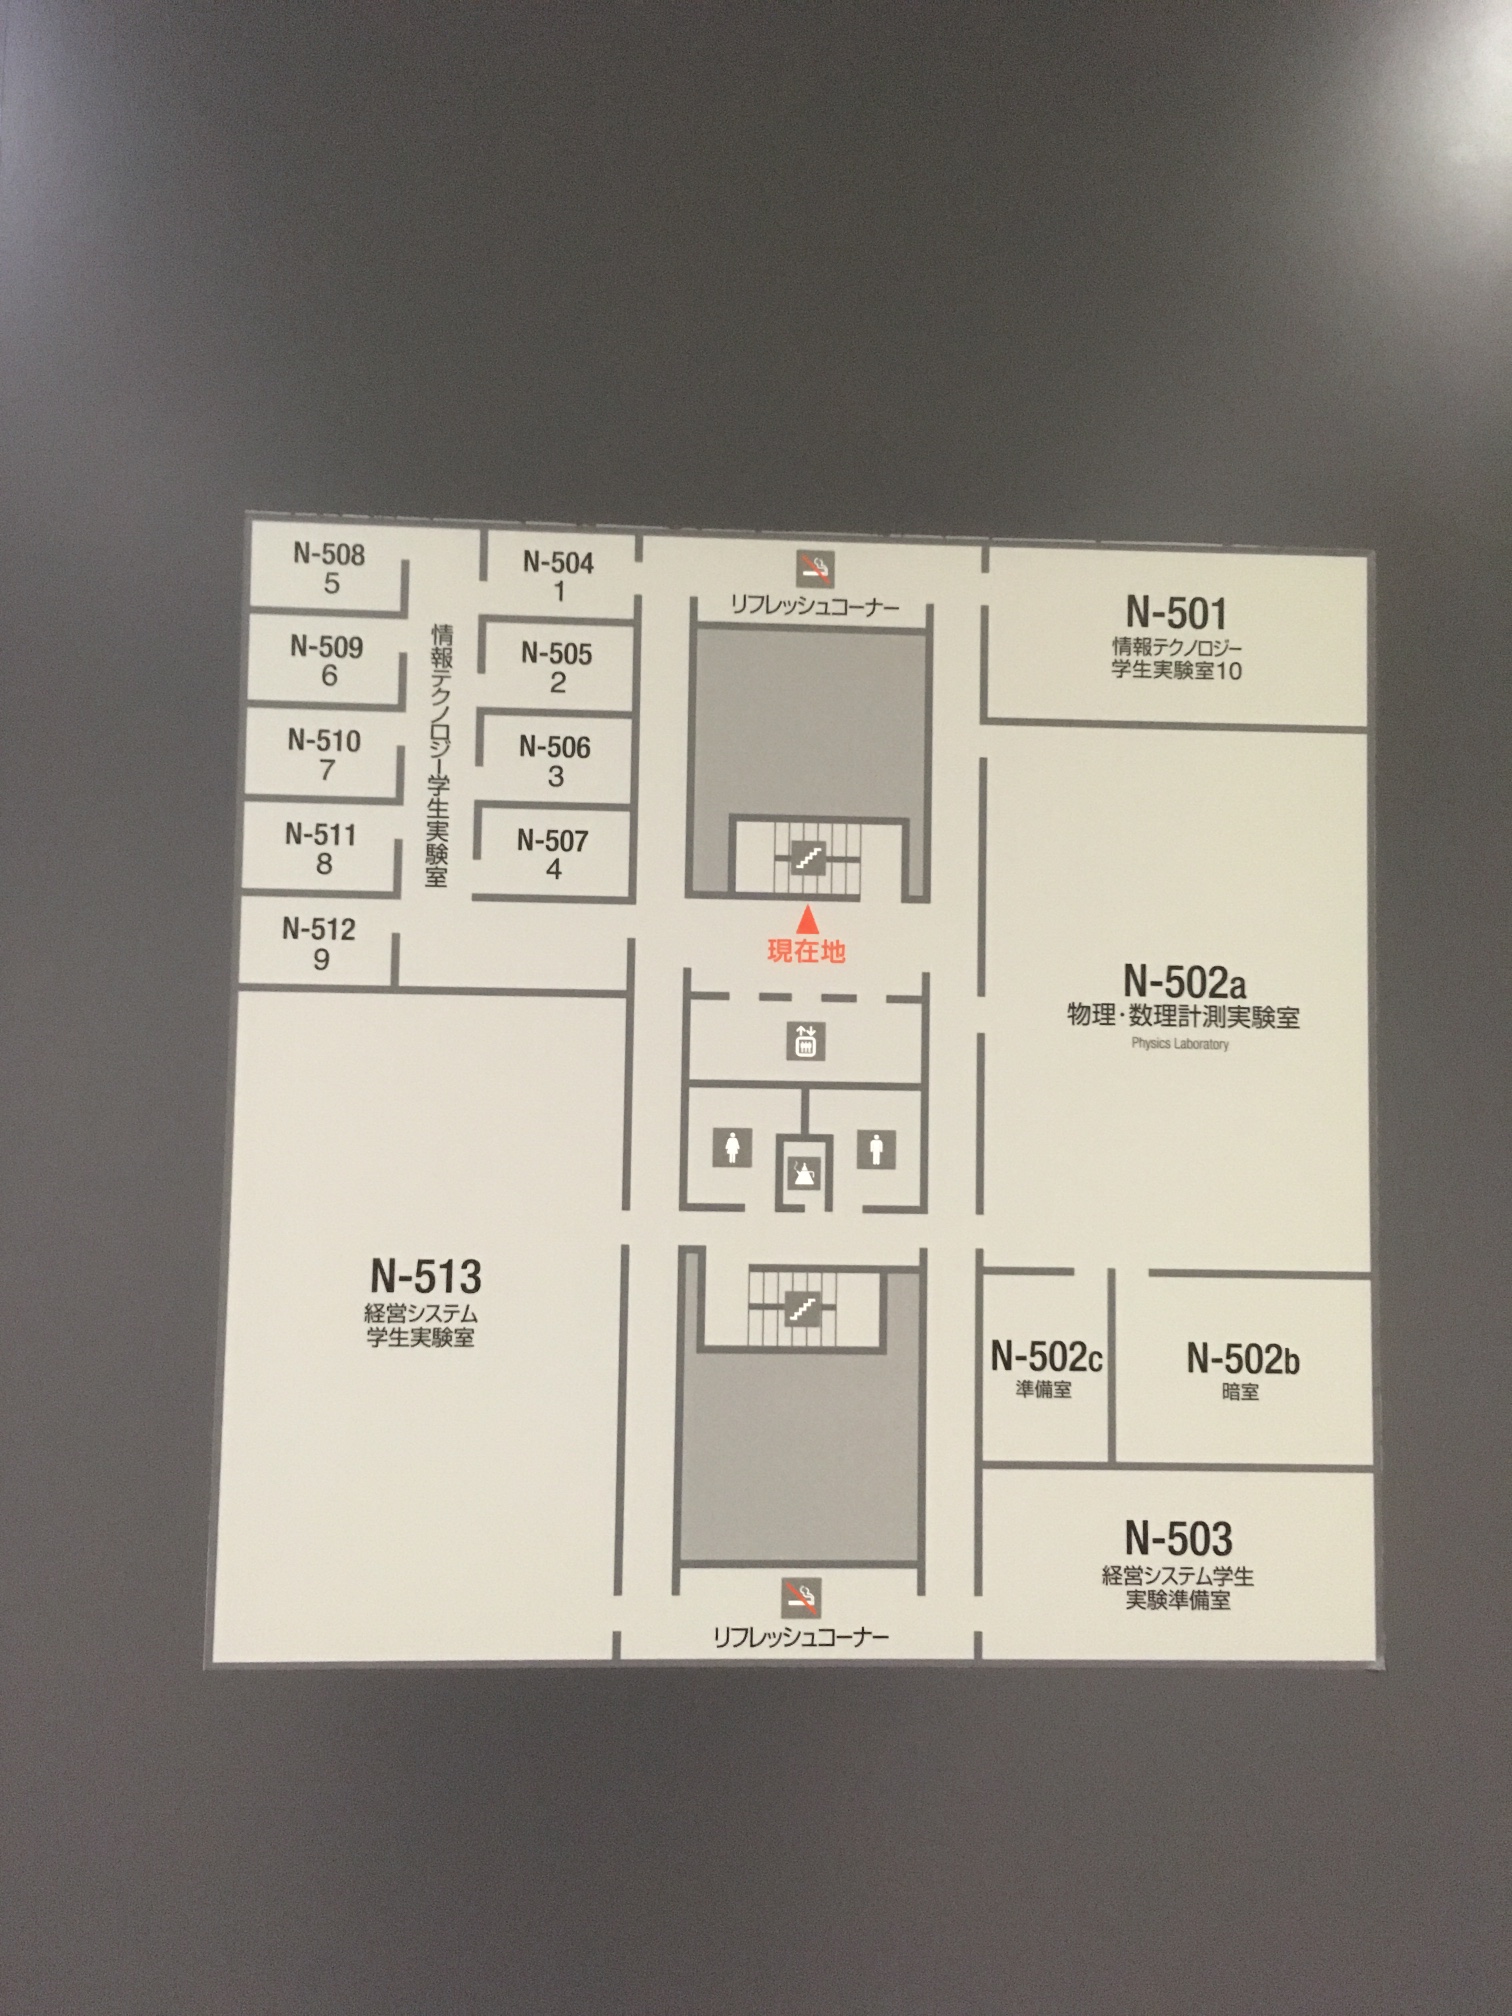 N-508
5
N-509
6
N-510
7
N-511
8
N-512
9
情報テクノロジー学生実験室
N-504
1
N-505
2
N-506
3
N-507
4
リフレッシュコーナー
現在地
N-501
情報テクノロジー
学生実験室10
N-502a
物理・数理計測実験室
Physics Laboratory
N-513
経営システム
学生実験室
N-502c
準備室
N-502b
暗室
N-503
経営システム学生
実験準備室
リフレッシュコーナー